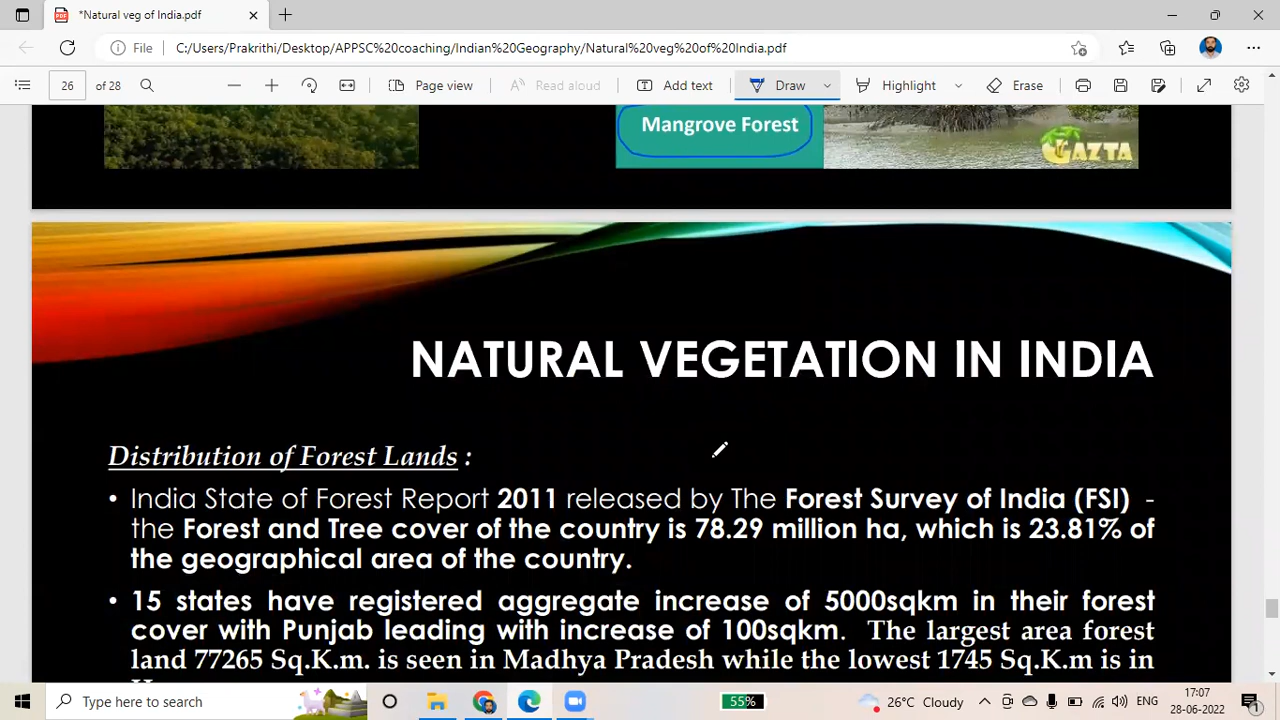 *Natural veg of India.pdf
File
C:/Users/Prakrithi/Desktop/APPSC%20coaching/Indian%20Geography/Natural%20veg%20of%20India.pdf
26 of 28
Page view
Read aloud
Add text
Draw
Highlight
Erase
Mangrove Forest
GAZTA
NATURAL VEGETATION IN INDIA
Distribution of Forest Lands :
• India State of Forest Report 2011 released by The Forest Survey of India (FSI) -
the Forest and Tree cover of the country is 78.29 million ha, which is 23.81% of
the geographical area of the country.
• 15 states have registered aggregate increase of 5000sqkm in their forest
cover with Punjab leading with increase of 100sqkm. The largest area forest
land 77265 Sq.K.m. is seen in Madhya Pradesh while the lowest 1745 Sq.K.m is in
Type here to search
55%
26°C Cloudy
ENG
17:07
28-06-2022